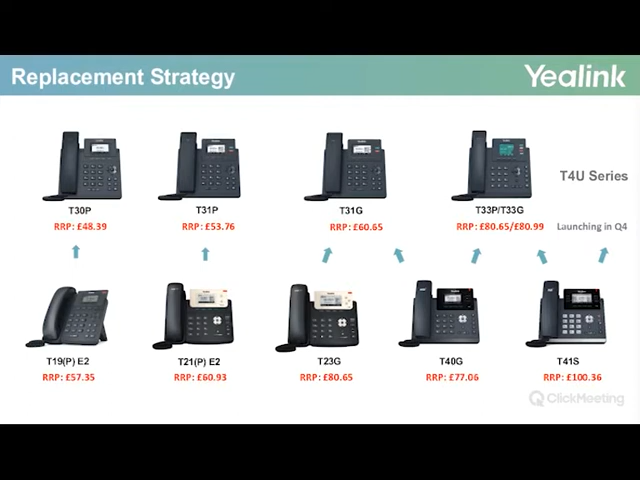 Replacement Strategy
Yealink
T4U Series
T30P
T31P
T31G
T33P/T33G
RRP: £48.39
RRP: £53.76
RRP: £60.65
RRP: £80.65/£80.99
Launching in Q4
T19(P) E2
T21(P) E2
T23G
T40G
T41S
RRP: £57.35
RRP: £60.93
RRP: £80.65
RRP: £77.06
RRP: £100.36
ClickMeeting